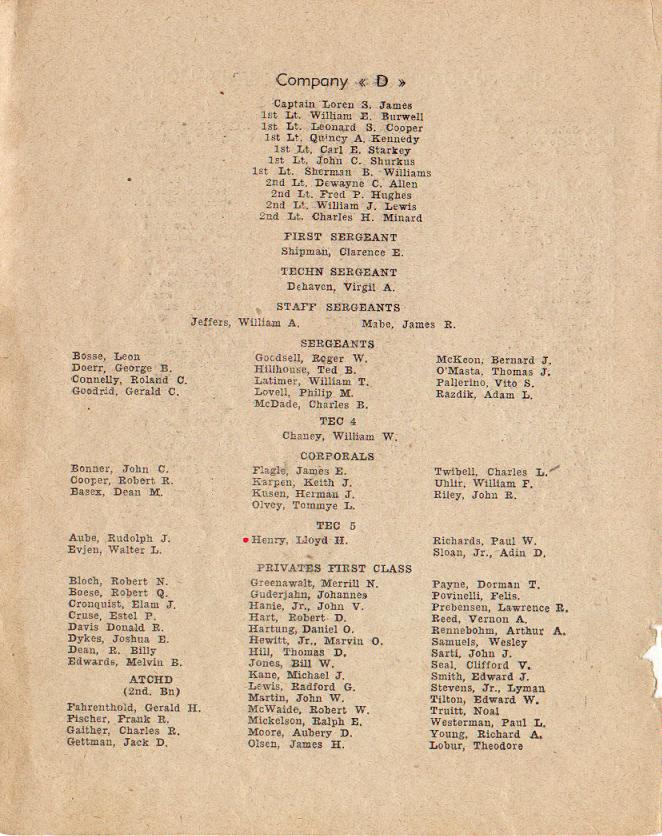 Company « D »
Captain Loren S. James
1st Lt. William E. Burwell
1st Lt. Leonard S. Cooper
1st Lt. Quincy A. Kennedy
1st Lt. Carl E. Starkey
1st Lt. John C. Shurkus
1st Lt. Sherman B. Williams
2nd Lt. Dewayne C. Allen
2nd Lt. Fred P. Hughes
2nd Lt. William J. Lewis
2nd Lt. Charles H. Minard
FIRST SERGEANT
Shipman, Clarence E.
TECHN SERGEANT
Dehaven, Virgil A.
STAFF SERGEANTS
Jeffers, William A. Mabe, James R.
SERGEANTS
Bosse, Leon
Doerr, George B.
Connelly, Roland C.
Goodrid, Gerald C.
Goodsell, Roger W.
Hillhouse, Ted B.
Latimer, William T.
Lovell, Philip M.
McDade, Charles B.
McKeon, Bernard J.
O'Masta, Thomas J.
Pallerino, Vito S.
Razdik, Adam L.
TEC 4
Chaney, William W.
CORPORALS
Bonner, John C.
Cooper, Robert R.
Basex, Dean M.
Flagle, James E.
Karpen, Keith J.
Kusen, Herman J.
Olvey, Tommye L.
Twibell, Charles L.
Uhlir, William F.
Riley, John R.
TEC 5
Aube, Rudolph J.
Evjen, Walter L.
Henry, Lloyd H.
Richards, Paul W.
Sloan, Jr., Adin D.
PRIVATES FIRST CLASS
Bloch, Robert N.
Boese, Robert Q.
Cronquist, Elam J.
Cruse, Estel P.
Davis Donald R.
Dykes, Joshua E.
Dean, R. Billy
Edwards, Melvin B.
ATCHD
(2nd. Bn)
Fahrenthold, Gerald H.
Fischer, Frank R.
Gaither, Charles R.
Gettman, Jack D.
Greenawalt, Merrill N.
Guderjahn, Johannes
Hanie, Jr., John V.
Hart, Robert D.
Hartung, Daniel O.
Hewitt, Jr., Marvin O.
Hill, Thomas D.
Jones, Bill W.
Kane, Michael J.
Lewis, Radford G.
Martin, John W.
McWaide, Robert W.
Mickelson, Ralph E.
Moore, Aubery D.
Olsen, James H.
Payne, Dorman T.
Povinelli, Felis.
Prebensen, Lawrence R.
Reed, Vernon A.
Rennebohm, Arthur A.
Samuels, Wesley
Sarti, John J.
Seal, Clifford V.
Smith, Edward J.
Stevens, Jr., Lyman
Tilton, Edward W.
Truitt, Noal
Westerman, Paul L.
Young, Richard A.
Lobur, Theodore